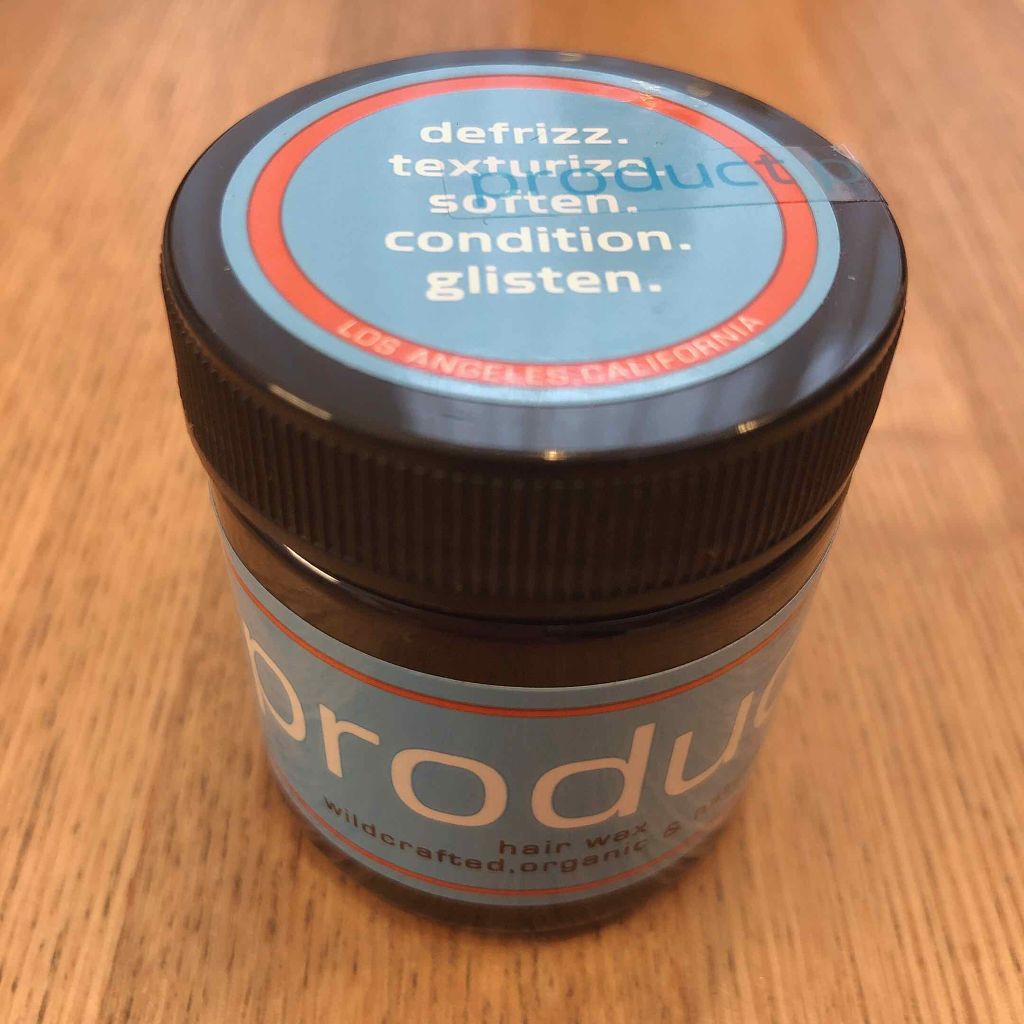 defrizz.
texturize.
product p
soften.
condition.
glisten.
LOS ANGELES, CALIFORNIA
produc
hair wax
wildcrafted, organic &